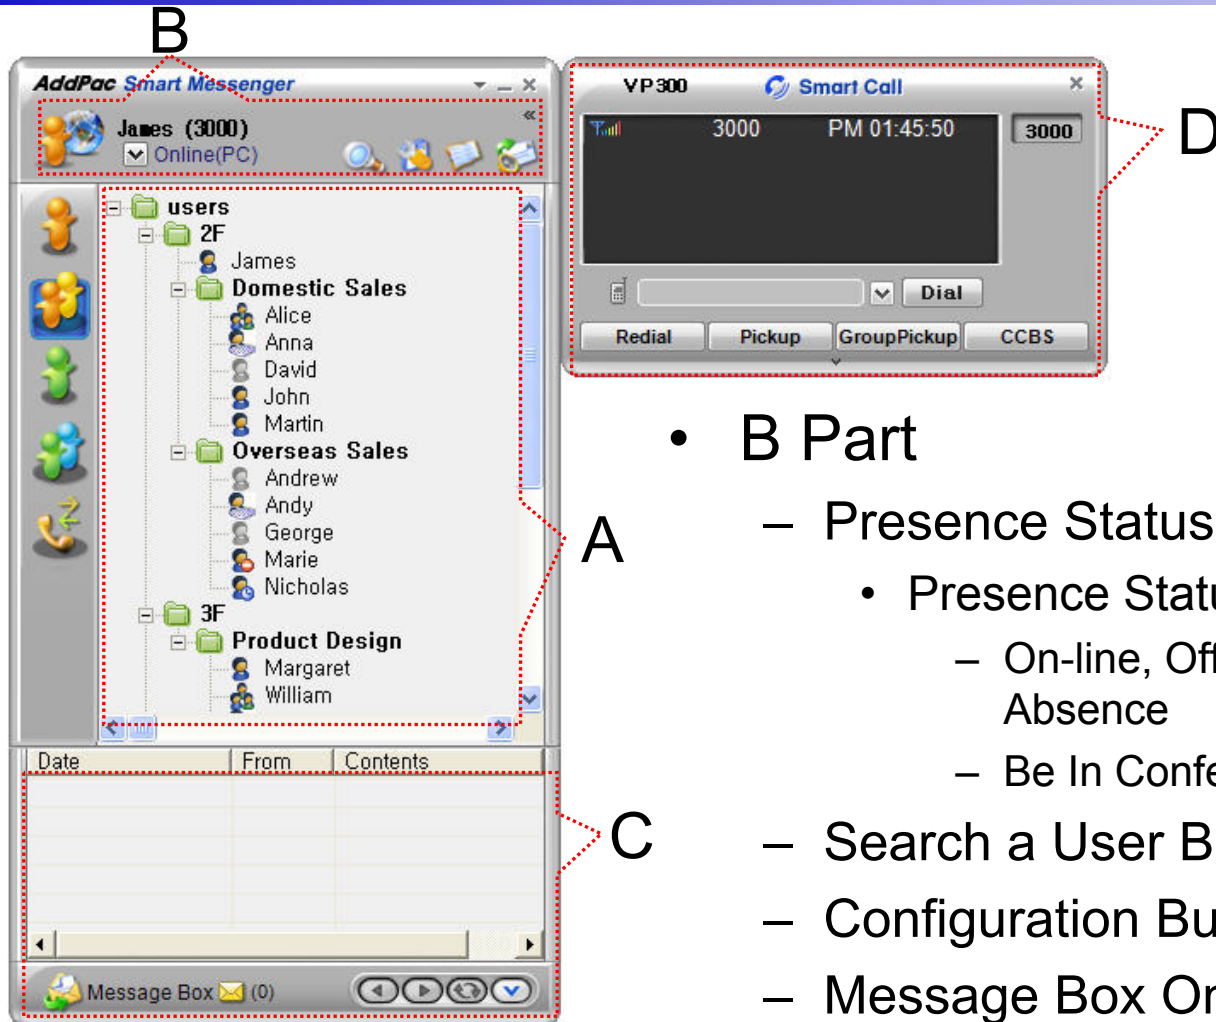 B
AddPac Smart Messenger
James (3000)
Online(PC)
users
2F
James
Domestic Sales
Alice
Anna
David
John
Martin
Overseas Sales
Andrew
Andy
George
Marie
Nicholas
3F
Product Design
Margaret
William
A
Date From Contents
C
Message Box (0)
VP300 Smart Call
3000 PM 01:45:50 3000
Dial
Redial Pickup GroupPickup CCBS
D
• B Part
– Presence Status
• Presence Statu
– On-line, Off
Absence
– Be In Confe
– Search a User B
– Configuration Bu
– Message Box On